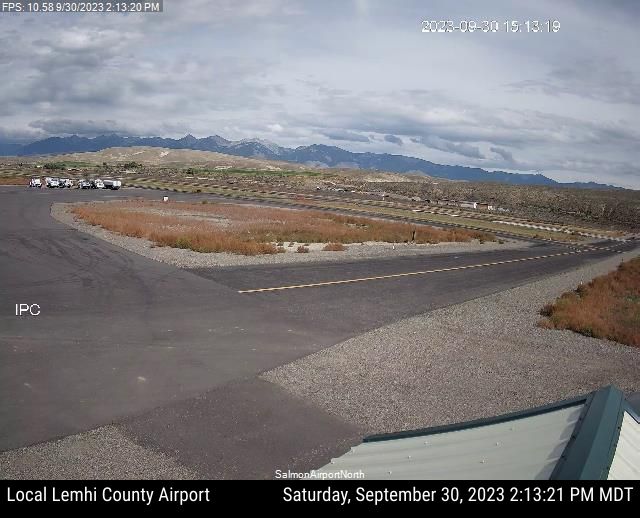 FPS: 10.58 9/30/2023 2:13:20 PM
2023-09-30 15:13:19
IPC
SalmonAirportNorth
Local Lemhi County Airport Saturday, September 30, 2023 2:13:21 PM MDT